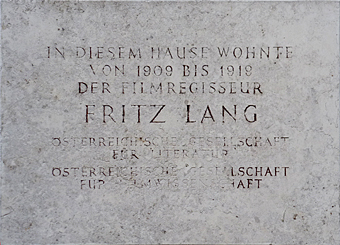 IN DIESEM HAUSE WOHNTE
VON 1909 BIS 1919
DER FILMREGISSEUR
FRITZ LANG
ÖSTERREICHISCHE GESELLSCHAFT
FÜR LITERATUR
ÖSTERREICHISCHE GESELLSCHAFT
FÜR